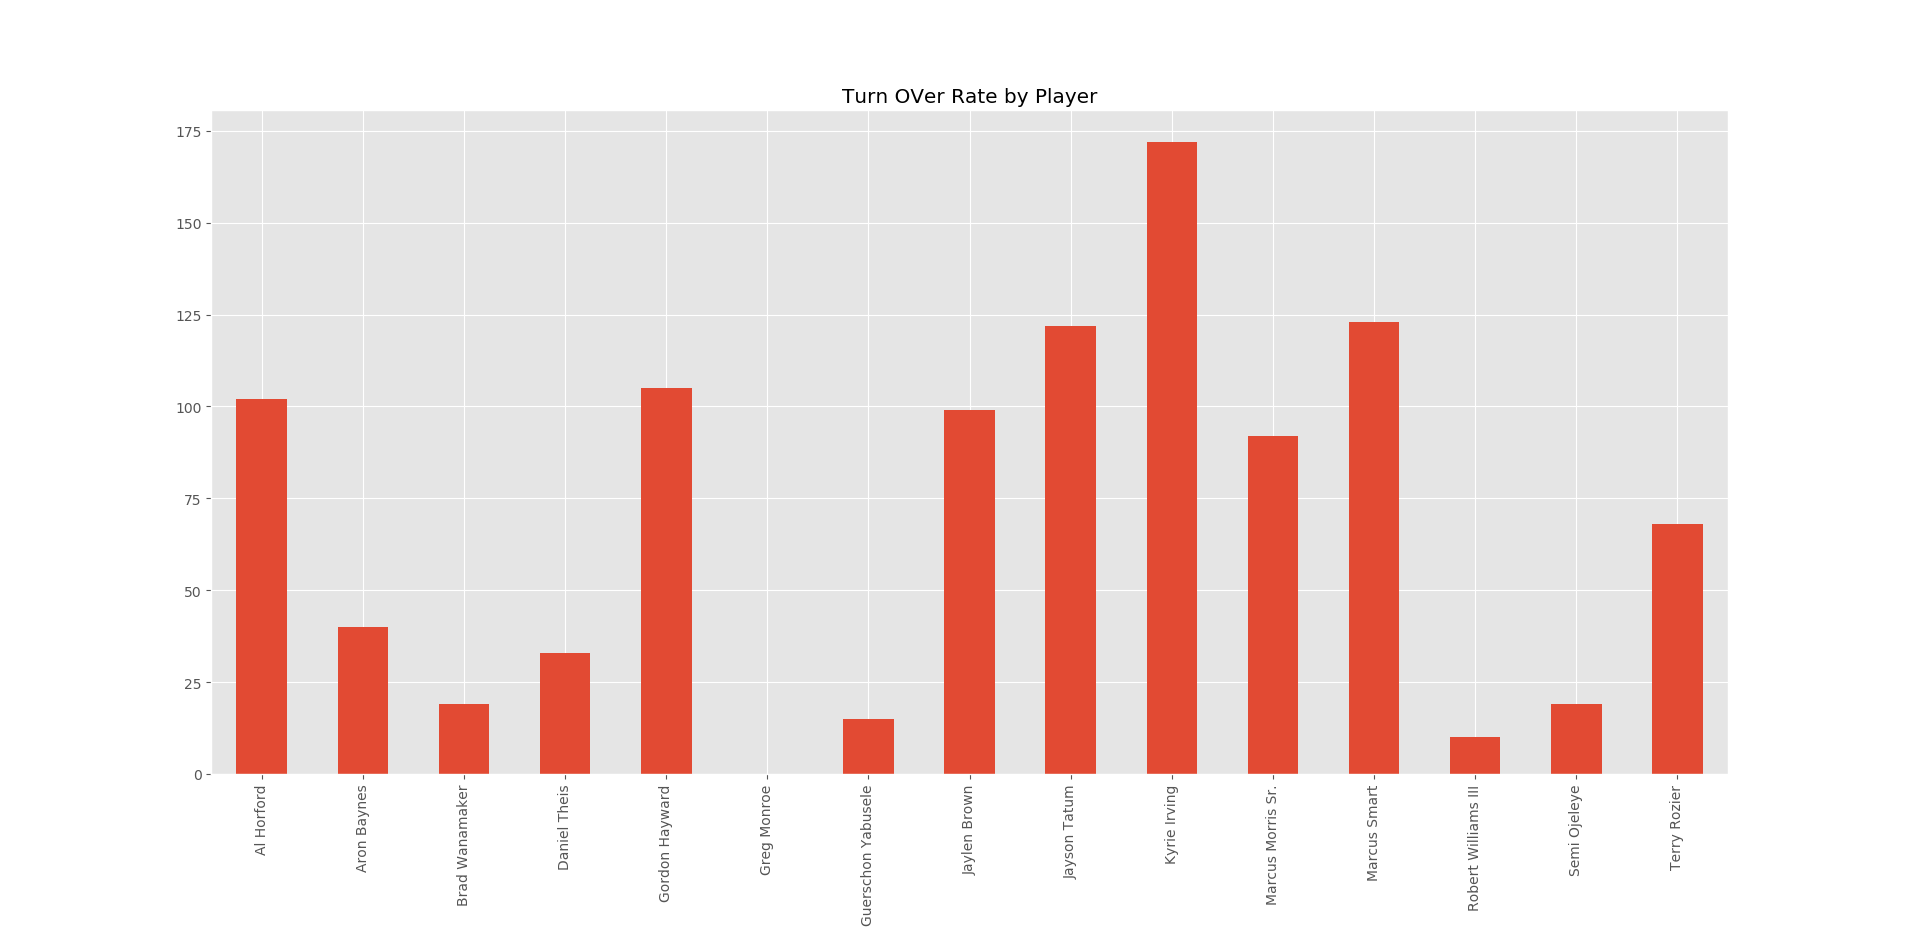 Turn OVer Rate by Player
175
150
125
100
75
50
25
0
Al Horford
Aron Baynes
Brad Wanamaker
Daniel Theis
Gordon Hayward
Greg Monroe
Guerschon Yabusele
Jaylen Brown
Jayson Tatum
Kyrie Irving
Marcus Morris Sr.
Marcus Smart
Robert Williams III
Semi Ojeleye
Terry Rozier